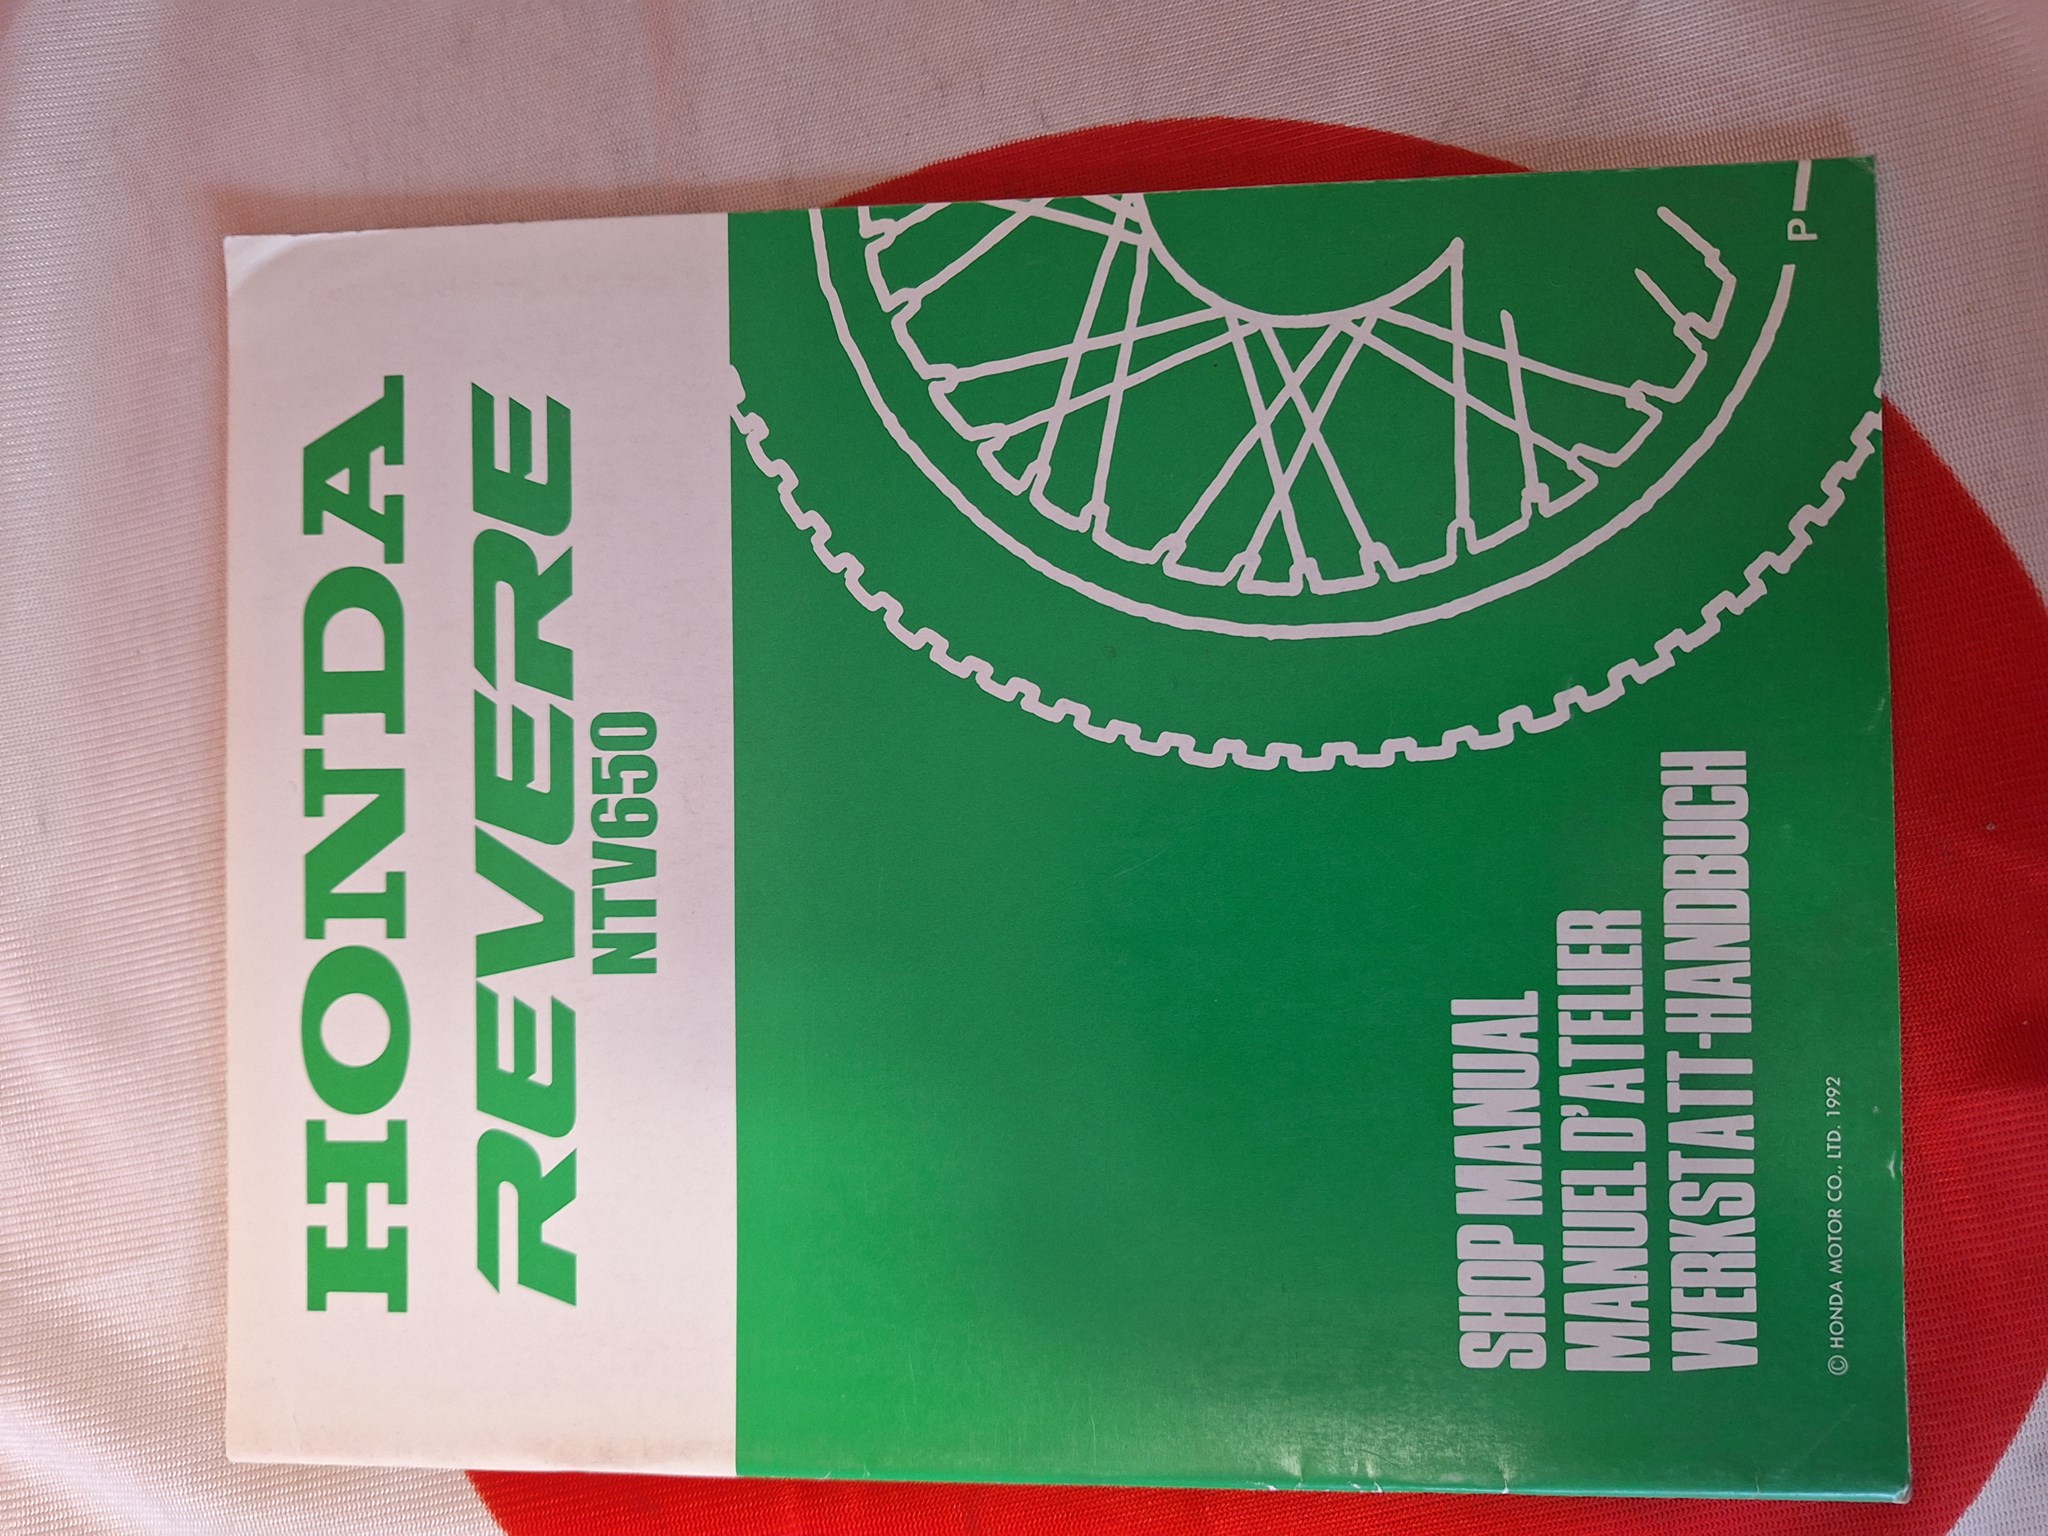 HONDA
REVERE
NTV650
P
SHOP MANUAL
MANUEL D'ATELIER
WERKSTATT-HANDBUCH
© HONDA MOTOR CO., LTD. 1992